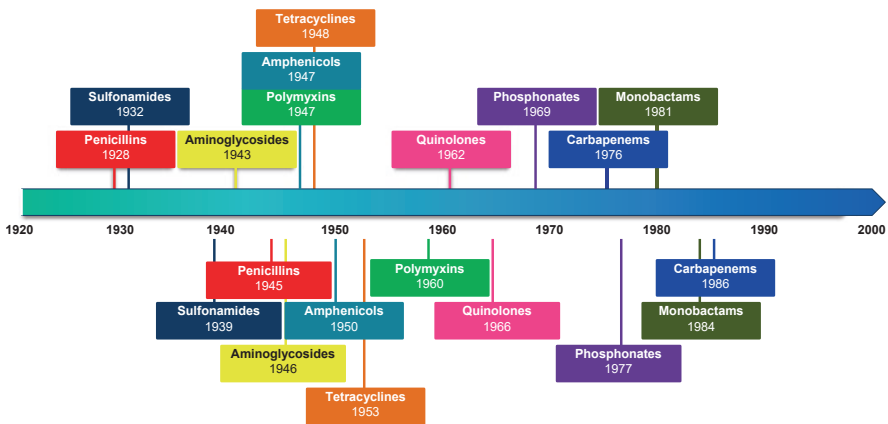 Tetracyclines
1948
Amphenicols
1947
Sulfonamides
1932
Polymyxins
1947
Phosphonates
1969
Monobactams
1981
Penicillins
1928
Aminoglycosides
1943
Quinolones
1962
Carbapenems
1976
1920 1930 1940 1950 1960 1970 1980 1990 2000
Penicillins
1945
Polymyxins
1960
Carbapenems
1986
Sulfonamides
1939
Amphenicols
1950
Quinolones
1966
Monobactams
1984
Aminoglycosides
1946
Phosphonates
1977
Tetracyclines
1953